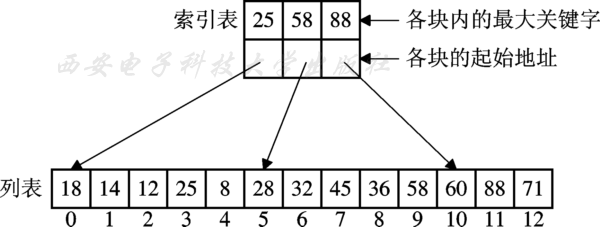 索引表 25 58 88 各块内的最大关键字
各块的起始地址
西安电子科技大学出版社
列表 18 14 12 25 8 28 32 45 36 58 60 88 71
0 1 2 3 4 5 6 7 8 9 10 11 12